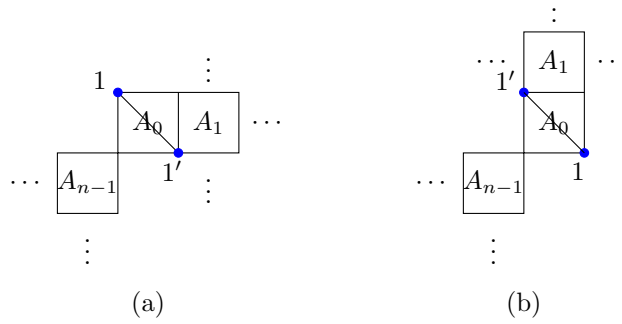 ⋮ ⋮
1 ⋯ A₁ ⋯
1′
A₀ A₁ ⋯ A₀
1′ 1
⋯ Aₙ₋₁ ⋮ ⋯ Aₙ₋₁
⋮ ⋮
(a) (b)